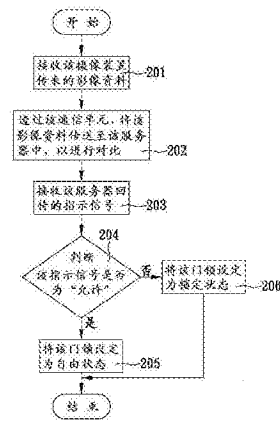 开始
接收该摄像装置
传来的影像资料
201
透过该通信单元，将该
影像资料传送至该服务
器中，以进行对比
202
接收该服务器回
传的指示信号
203
204
判断
该指示信号是否
为“允许”
否
将该门锁设定
为锁定状态
206
是
将该门锁设定
为自由状态
205
结束